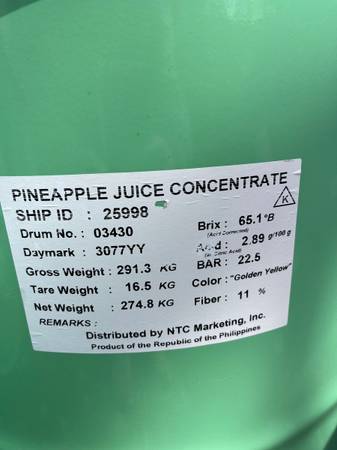 PINEAPPLE JUICE CONCENTRATE
K
SHIP ID : 25998
Drum No. : 03430
Daymark : 3077YY
Gross Weight : 291.3 KG
Tare Weight : 16.5 KG
Net Weight : 274.8 KG
REMARKS :
Brix : 65.1 °B
(Acid Corrected)
Acid : 2.89 g/100 g
(as Citric Acid)
BAR : 22.5
Color : "Golden Yellow"
Fiber : 11 %
Distributed by NTC Marketing, Inc.
Product of the Republic of the Philippines